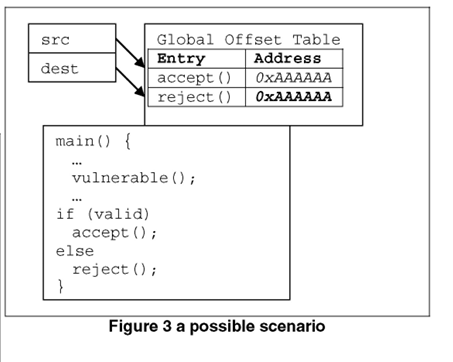 src
dest
Global Offset Table
Entry Address
accept() 0xAAAAAA
reject() 0xAAAAAA
main() {
…
vulnerable();
…
if (valid)
accept();
else
reject();
}
Figure 3 a possible scenario